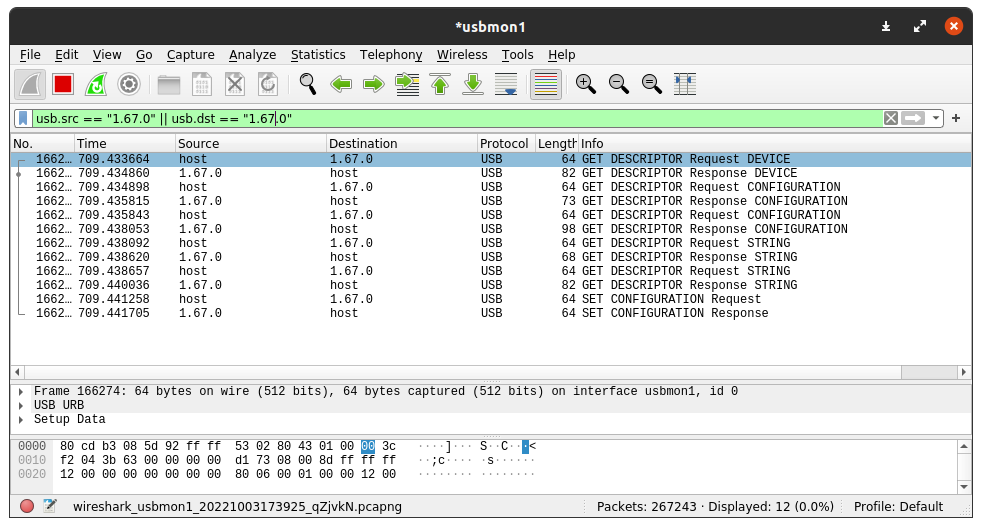 *usbmon1
File Edit View Go Capture Analyze Statistics Telephony Wireless Tools Help
usb.src == "1.67.0" || usb.dst == "1.67.0"
No. Time Source Destination Protocol Length Info
1662… 709.433664 host 1.67.0 USB 64 GET DESCRIPTOR Request DEVICE
1662… 709.434860 1.67.0 host USB 82 GET DESCRIPTOR Response DEVICE
1662… 709.434898 host 1.67.0 USB 64 GET DESCRIPTOR Request CONFIGURATION
1662… 709.435815 1.67.0 host USB 73 GET DESCRIPTOR Response CONFIGURATION
1662… 709.435843 host 1.67.0 USB 64 GET DESCRIPTOR Request CONFIGURATION
1662… 709.438053 1.67.0 host USB 98 GET DESCRIPTOR Response CONFIGURATION
1662… 709.438092 host 1.67.0 USB 64 GET DESCRIPTOR Request STRING
1662… 709.438620 1.67.0 host USB 68 GET DESCRIPTOR Response STRING
1662… 709.438657 host 1.67.0 USB 64 GET DESCRIPTOR Request STRING
1662… 709.440036 1.67.0 host USB 82 GET DESCRIPTOR Response STRING
1662… 709.441258 host 1.67.0 USB 64 SET CONFIGURATION Request
1662… 709.441705 1.67.0 host USB 64 SET CONFIGURATION Response
Frame 166274: 64 bytes on wire (512 bits), 64 bytes captured (512 bits) on interface usbmon1, id 0
USB URB
Setup Data
0000 80 cd b3 08 5d 92 ff ff 53 02 80 43 01 00 00 3c ····]··· S··C···<
0010 f2 04 3b 63 00 00 00 00 d1 73 08 00 8d ff ff ff ··;c···· ·s······
0020 12 00 00 00 00 00 00 00 80 06 00 01 00 00 12 00 ········ ········
wireshark_usbmon1_20221003173925_qZjvkN.pcapng Packets: 267243 · Displayed: 12 (0.0%) Profile: Default